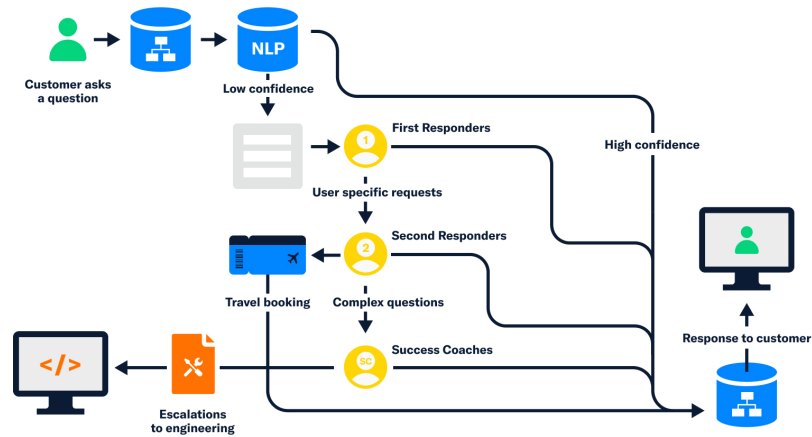 Customer asks
a question
NLP
Low confidence
1
First Responders
High confidence
User specific requests
2
Second Responders
Travel booking
Complex questions
Response to customer
</>
SC
Success Coaches
Escalations
to engineering